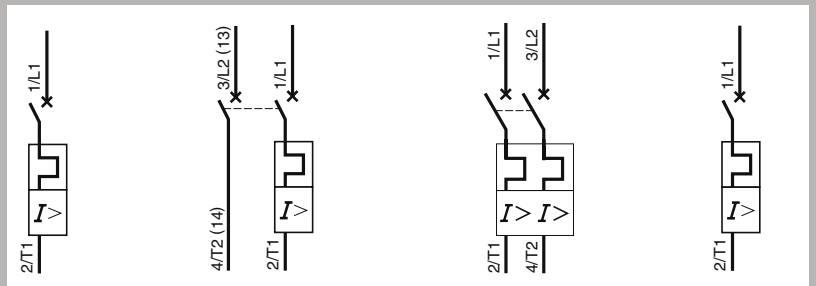 1/L1
I>
2/T1
3/L2 (13)
1/L1
I>
4/T2 (14)
2/T1
1/L1
3/L2
I> I>
2/T1
4/T2
1/L1
I>
2/T1